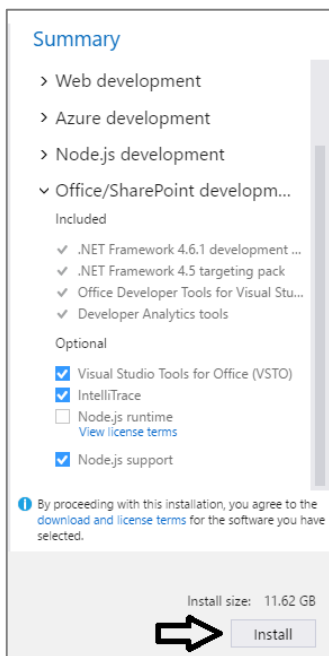 Summary
Web development
Azure development
Node.js development
Office/SharePoint developm...
Included
.NET Framework 4.6.1 development ...
.NET Framework 4.5 targeting pack
Office Developer Tools for Visual Stu...
Developer Analytics tools
Optional
Visual Studio Tools for Office (VSTO)
IntelliTrace
Node.js runtime
View license terms
Node.js support
By proceeding with this installation, you agree to the
download and license terms for the software you have
selected.
Install size: 11.62 GB
Install